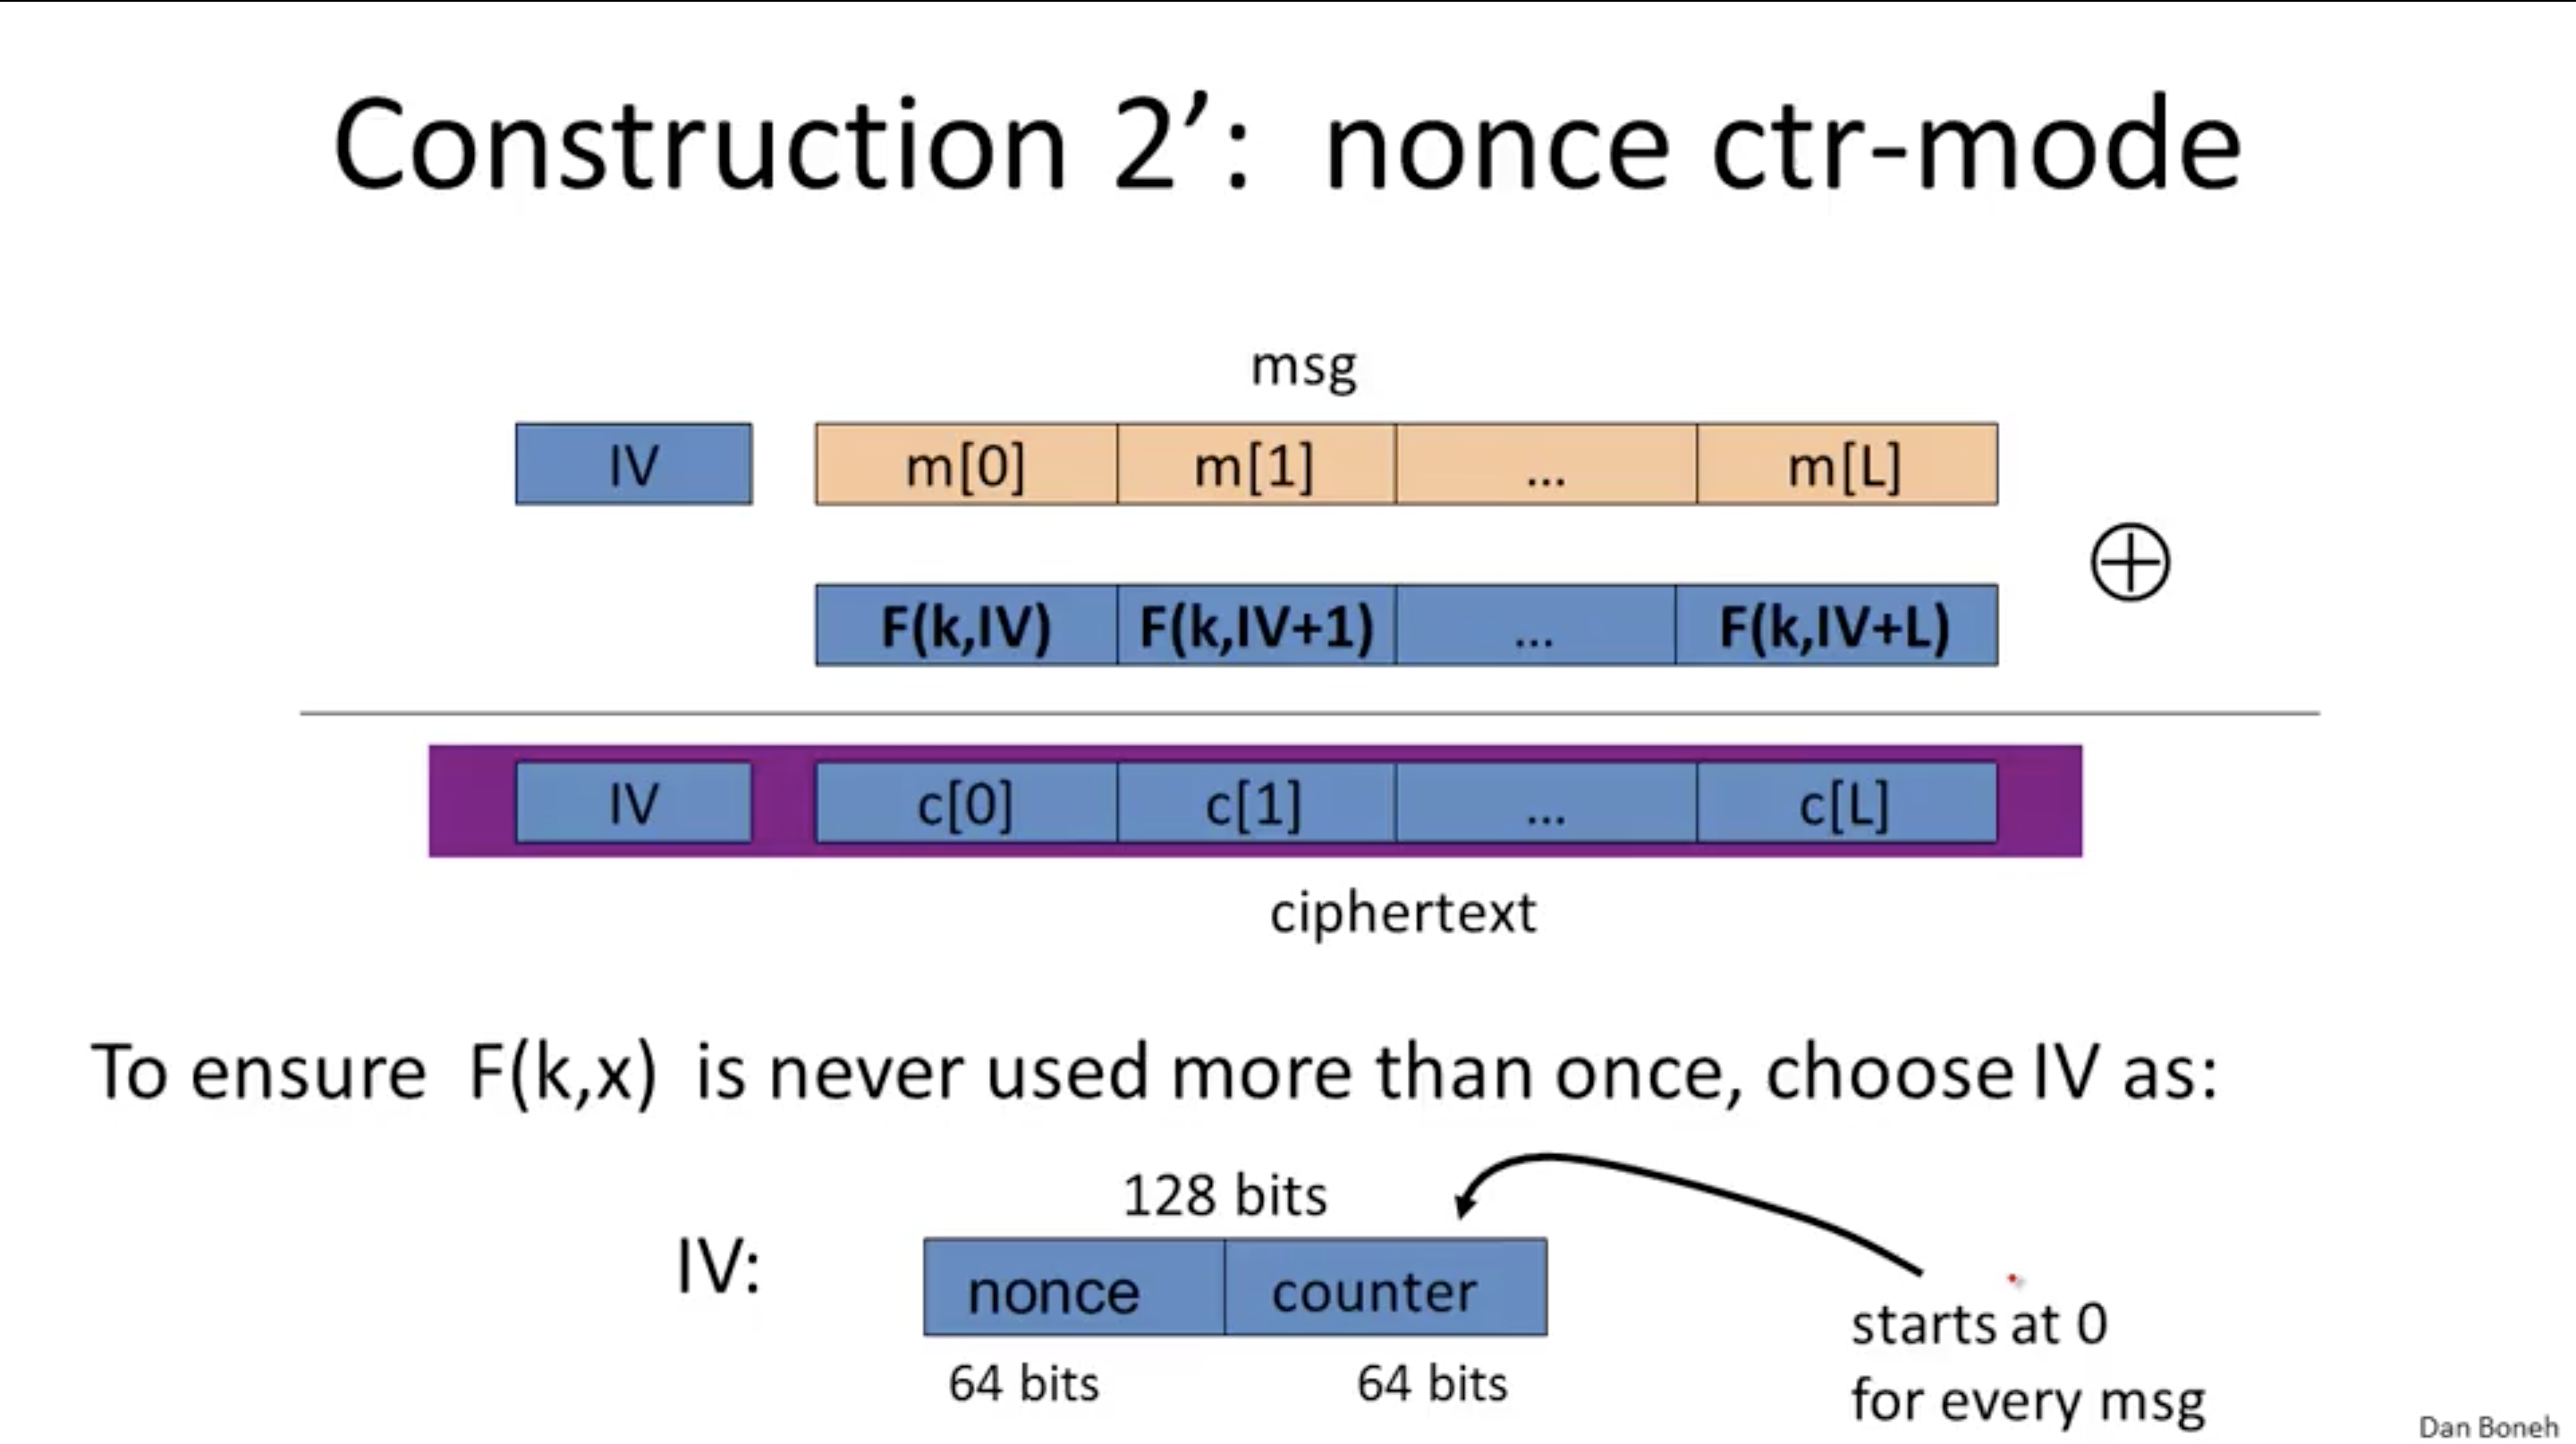 Construction 2’: nonce ctr-mode
msg
IV m[0] m[1] ... m[L]
⊕
F(k,IV) F(k,IV+1) ... F(k,IV+L)
IV c[0] c[1] ... c[L]
ciphertext
To ensure F(k,x) is never used more than once, choose IV as:
128 bits
IV: nonce counter
starts at 0
64 bits 64 bits
for every msg
Dan Boneh